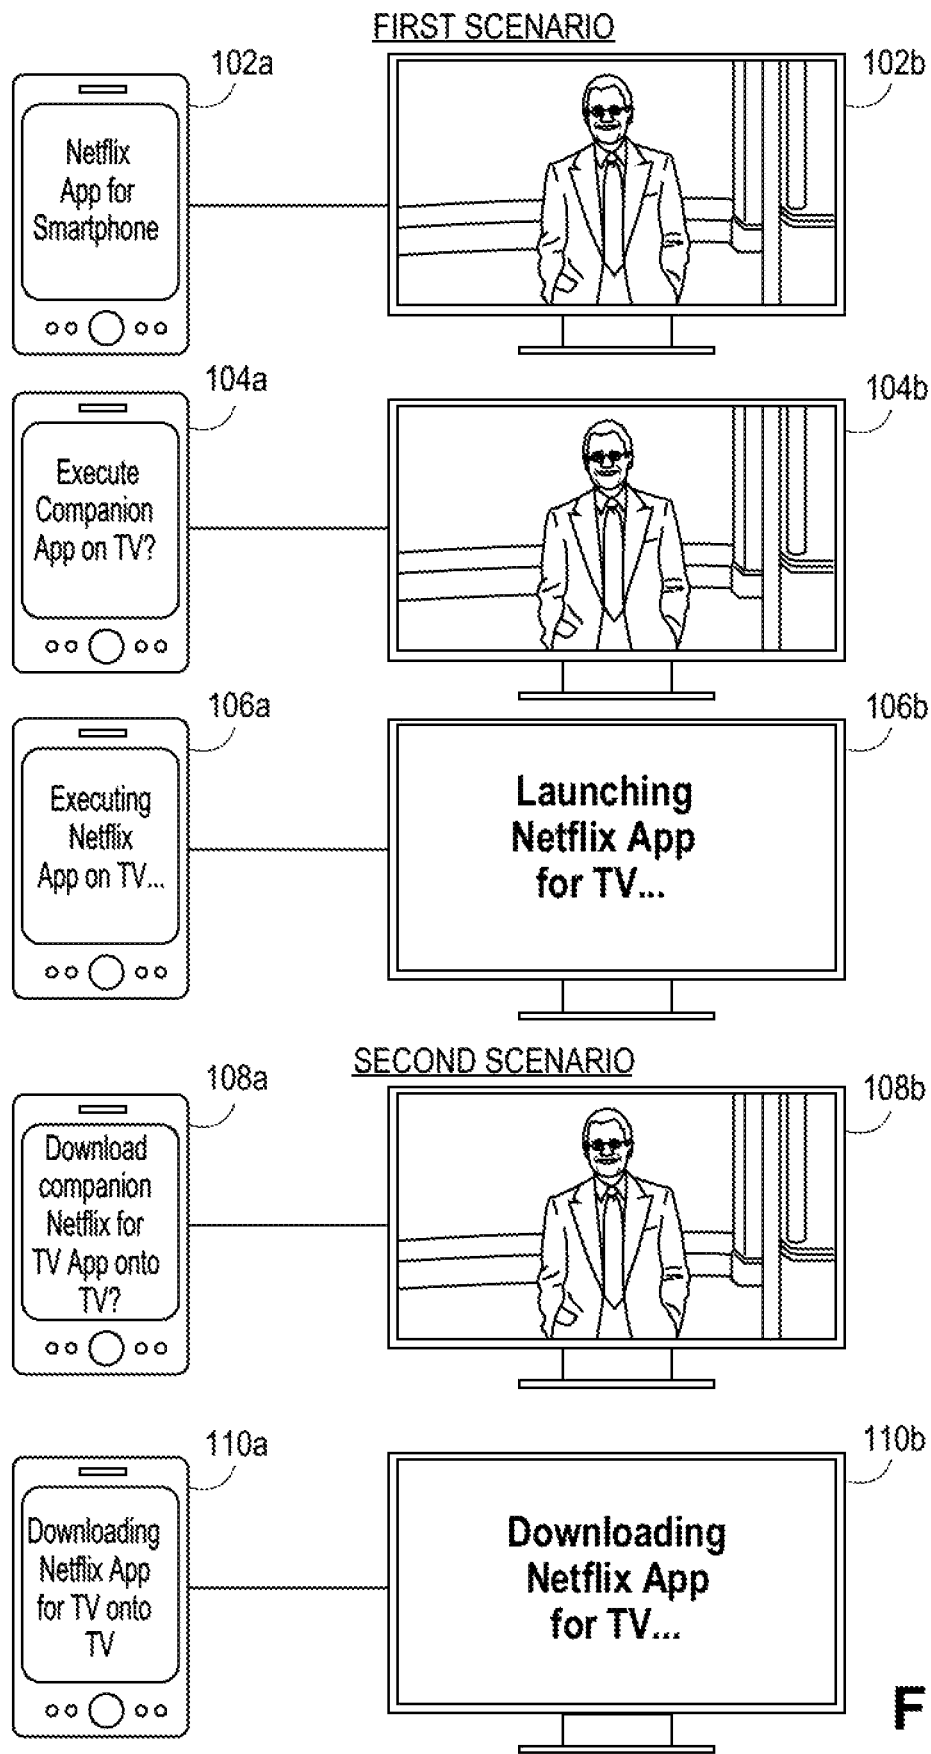 FIRST SCENARIO
102a
102b
Netflix
App for
Smartphone
104a
104b
Execute
Companion
App on TV?
106a
106b
Executing
Netflix
App on TV...
Launching
Netflix App
for TV...
SECOND SCENARIO
108a
108b
Download
companion
Netflix for
TV App onto
TV?
110a
110b
Downloading
Netflix App
for TV onto
TV
Downloading
Netflix App
for TV...
F